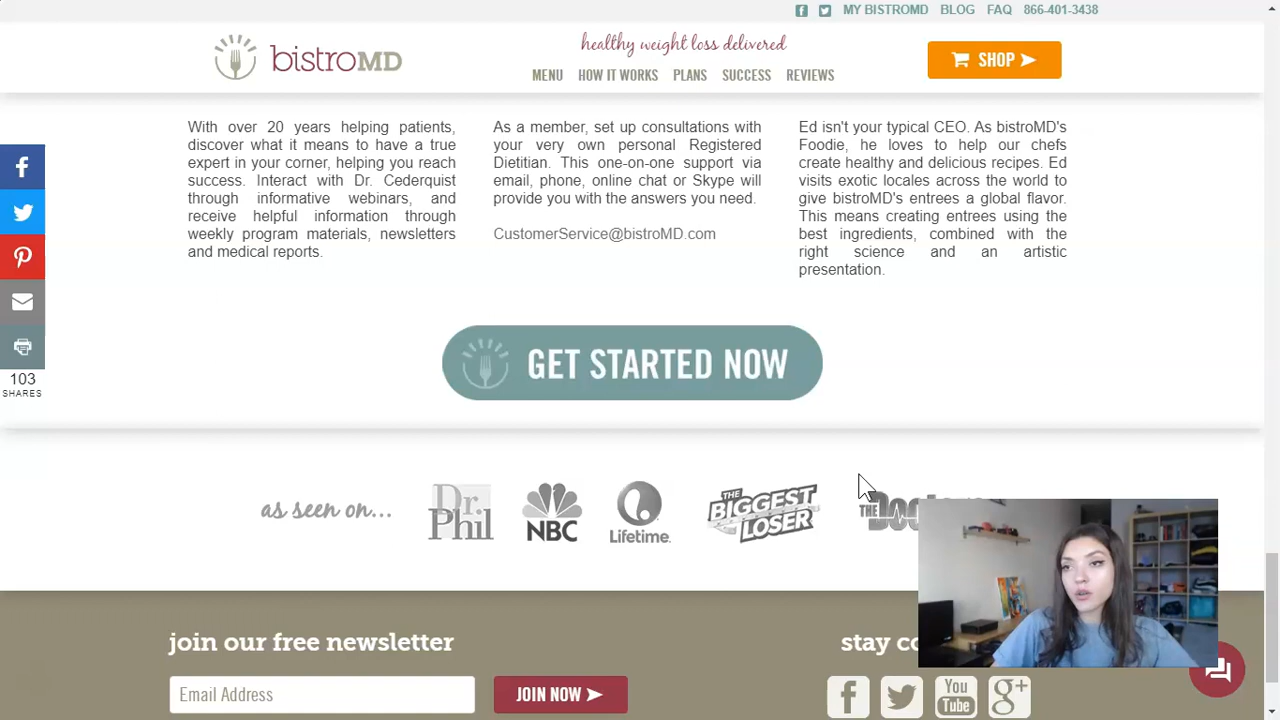 MY BISTROMD BLOG FAQ 866-401-3438
bistroMD
healthy weight loss delivered
MENU HOW IT WORKS PLANS SUCCESS REVIEWS
SHOP
With over 20 years helping patients,
discover what it means to have a true
expert in your corner, helping you reach
success. Interact with Dr. Cederquist
through informative webinars, and
receive helpful information through
weekly program materials, newsletters
and medical reports.
As a member, set up consultations with
your very own personal Registered
Dietitian. This one-on-one support via
email, phone, online chat or Skype will
provide you with the answers you need.
CustomerService@bistroMD.com
Ed isn't your typical CEO. As bistroMD's
Foodie, he loves to help our chefs
create healthy and delicious recipes. Ed
visits exotic locales across the world to
give bistroMD's entrees a global flavor.
This means creating entrees using the
best ingredients, combined with the
right science and an artistic
presentation.
103
SHARES
GET STARTED NOW
as seen on...
Dr.
Phil
NBC
Lifetime
THE
BIGGEST
LOSER
THE
join our free newsletter
Email Address
JOIN NOW
stay
You
Tube
g+